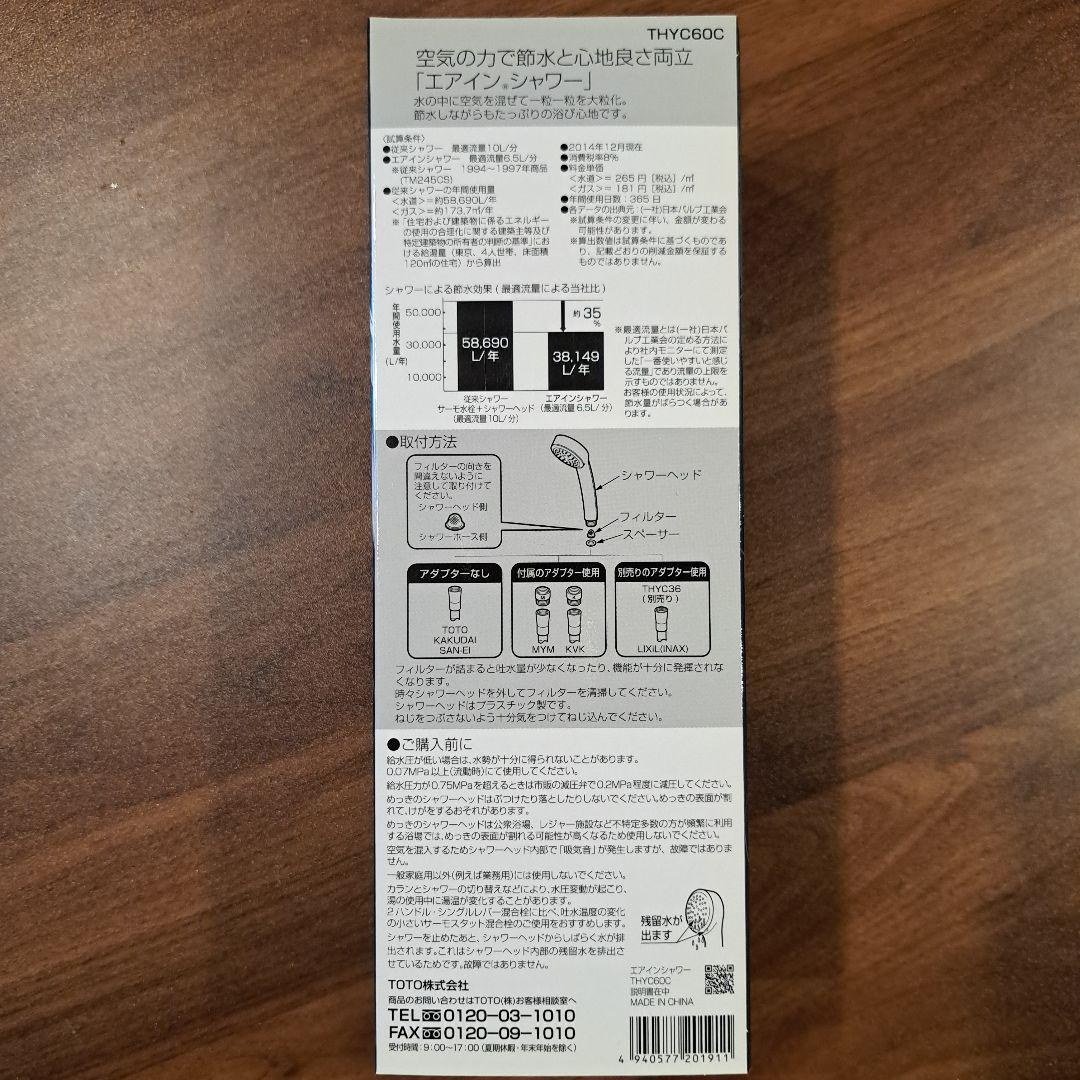 THYC60C
空気の力で節水と心地良さ両立
「エアイン®シャワー」
水の中に空気を混ぜて一粒一粒を大粒化。
節水しながらもたっぷりの浴び心地です。
〈試算条件〉
●従来シャワー 最適流量10L/分
●エアインシャワー 最適流量6.5L/分
※従来シャワー 1994～1997年商品
(TM245CS)
●従来シャワーの年間使用量
<水道>=約58,690L/年
<ガス>=約173.7㎥/年
※「住宅および建築物に係るエネルギー
の使用の合理化に関する建築主等及び
特定建築物の所有者の判断の基準」にお
ける給湯量（東京、4人世帯、床面積
120㎡の住宅）から算出
●2014年12月現在
●消費税率8%
●料金単価
<水道>= 265 円［税込］/㎥
<ガス>= 181 円［税込］/㎥
●年間使用日数：365 日
●各データの出典元：(一社)日本バルブ工業会
※試算条件の変更に伴い、金額が変わる
可能性があります。
※算出数値は試算条件に基づくものであ
り、記載どおりの削減金額を保証する
ものではありません。
シャワーによる節水効果（最適流量による当社比）
年間使用水量
(L/年)
50,000
30,000
10,000
58,690
L/年
約35
%
38,149
L/年
従来シャワー
サーモ水栓+シャワーヘッド
(最適流量10L/分)
エアインシャワー
(最適流量6.5L/分)
※最適流量とは(一社)日本バ
ルブ工業会の定める方法に
より社内モニターにて測定
した「一番使いやすいと感じ
る流量」であり流量の上限を
示すものではありません。
お客様の使用状況によって、
節水量がばらつく場合があ
ります。
●取付方法
フィルターの向きを
間違えないように
注意して取り付けて
ください。
シャワーヘッド側
シャワーホース側
シャワーヘッド
フィルター
スペーサー
アダプターなし
TOTO
KAKUDAI
SAN-EI
付属のアダプター使用
MYM KVK
別売りのアダプター使用
THYC36
(別売り)
LIXIL(INAX)
フィルターが詰まると吐水量が少なくなったり、機能が十分に発揮されな
くなります。
時々シャワーヘッドを外してフィルターを清掃してください。
シャワーヘッドはプラスチック製です。
ねじをつぶさないよう十分気をつけてねじ込んでください。
●ご購入前に
給水圧が低い場合は、水勢が十分に得られないことがあります。
0.07MPa以上(流動時)にて使用してください。
給水圧力が0.75MPaを超えるときは市販の減圧弁で0.2MPa程度に減圧してください。
めっきのシャワーヘッドはぶつけたり落としたりしないでください。めっきの表面が割
れて、けがをするおそれがあります。
めっきのシャワーヘッドは公衆浴場、レジャー施設など不特定多数の方が頻繁に利用
する浴場では、めっきの表面が割れる可能性が高くなるため使用しないでください。
空気を混入するためシャワーヘッド内部で「吸気音」が発生しますが、故障ではありま
せん。
一般家庭用以外(例えば業務用)には使用しないでください。
カランとシャワーの切り替えなどにより、水圧変動が起こり、
湯の使用中に湯温が変化することがあります。
2ハンドル・シングルレバー混合栓に比べ、吐水温度の変化
の小さいサーモスタット混合栓のご使用をおすすめします。
シャワーを止めたあと、シャワーヘッドからしばらく水が排
出されます。これはシャワーヘッド内部の残留水を排出さ
せているためです。故障ではありません。
残留水が
出ます
TOTO株式会社
商品のお問い合わせはTOTO(株)お客様相談室へ
TEL 0120-03-1010
FAX 0120-09-1010
受付時間：9:00～17:00 (夏期休暇・年末年始を除く)
エアインシャワー
THYC60C
説明書在中
MADE IN CHINA
4 940577 201911